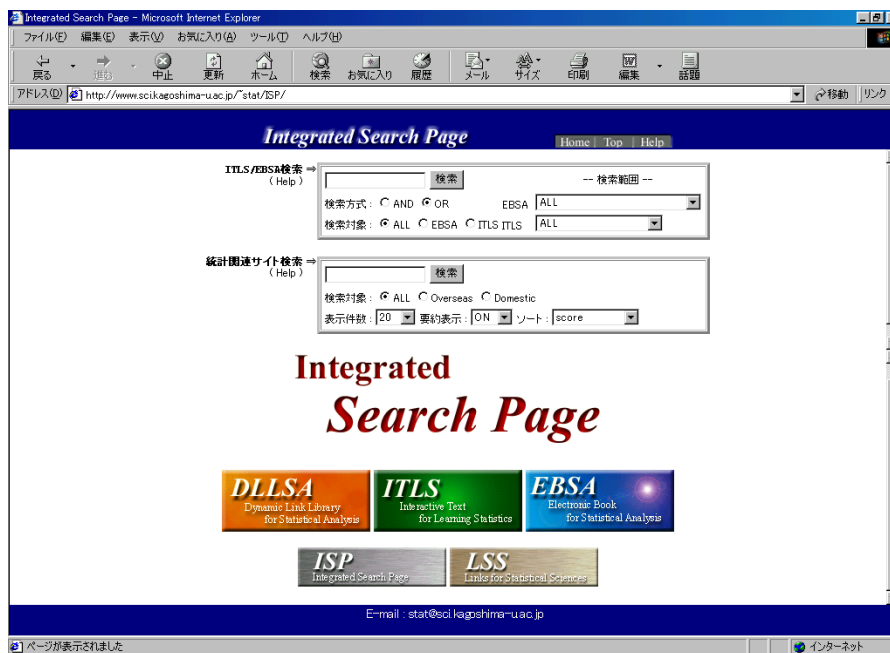 Integrated Search Page - Microsoft Internet Explorer
ファイル(F) 編集(E) 表示(V) お気に入り(A) ツール(T) ヘルプ(H)
戻る 進む 中止 更新 ホーム 検索 お気に入り 履歴 メール サイズ 印刷 編集 話題
アドレス(D) http://www.sci.kagoshima-u.ac.jp/~stat/ISP/ 移動 リンク
Integrated Search Page Home | Top | Help
ITLS/EBSA検索 ⇒ 検索 -- 検索範囲 --
( Help )
検索方式 : AND OR EBSA ALL
検索対象 : ALL EBSA ITLS ITLS ALL
統計関連サイト検索 ⇒ 検索
( Help )
検索対象 : ALL Overseas Domestic
表示件数 : 20 要約表示 : ON ソート : score
Integrated
Search Page
DLLSA
Dynamic Link Library
for Statistical Analysis
ITLS
Interactive Text
for Learning Statistics
EBSA
Electronic Book
for Statistical Analysis
ISP
Integrated Search Page
LSS
Links for Statistical Sciences
E-mail : stat@sci.kagoshima-u.ac.jp
ページが表示されました インターネット